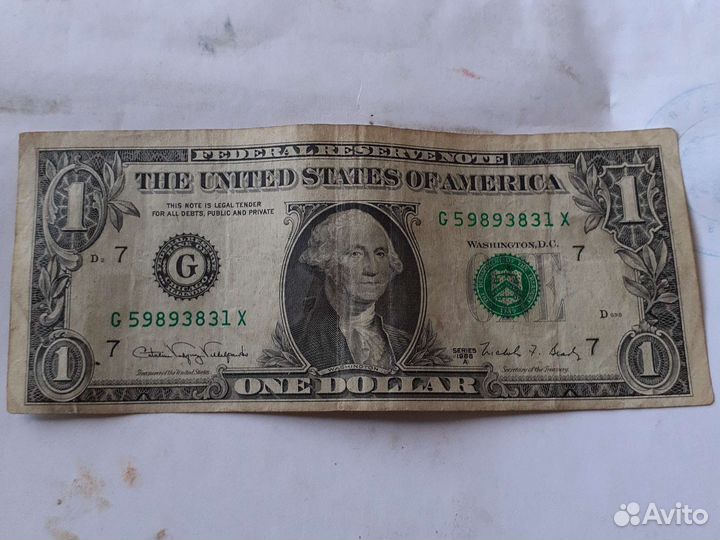 1 1
FEDERAL RESERVE NOTE
THE UNITED STATES OF AMERICA
THIS NOTE IS LEGAL TENDER
FOR ALL DEBTS, PUBLIC AND PRIVATE
G 59893831 X
WASHINGTON, D.C.
D 7
G
7
ONE
D
G 59893831 X
7
SERIES
1988
A
7
Treasurer of the United States.
WASHINGTON
Secretary of the Treasury.
1 ONE DOLLAR 1
Avito